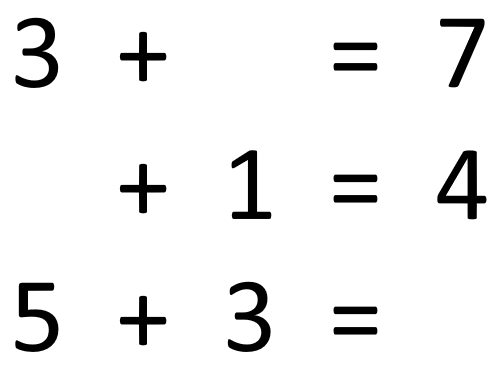 3 + = 7
+ 1 = 4
5 + 3 =